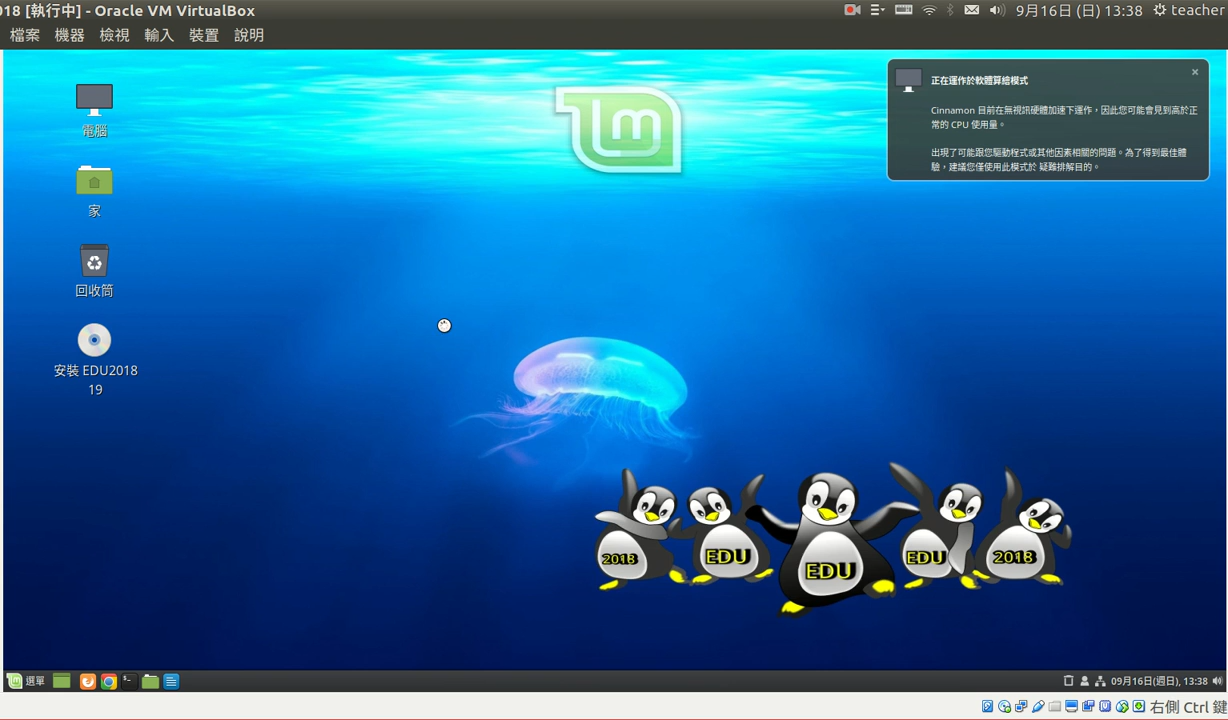 018 [執行中] - Oracle VM VirtualBox
9月16日 (日) 13:38 teacher
檔案 機器 檢視 輸入 裝置 說明
正在運作於軟體算繪模式
Cinnamon 目前在無視訊硬體加速下運作，因此您可能會見到高於正
常的 CPU 使用量。
出現了可能跟您驅動程式或其他因素相關的問題。為了得到最佳體
驗，建議您僅使用此模式於 疑難排解目的。
電腦
家
回收筒
安裝 EDU2018
19
2018 EDU EDU EDU 2018
選單
09月16日(週日), 13:38
右側 Ctrl 鍵